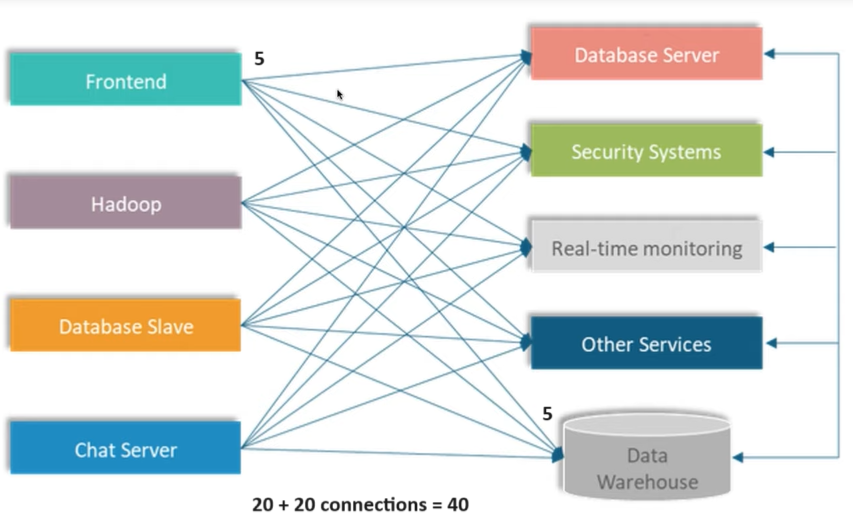 5
Frontend
Hadoop
Database Slave
Chat Server
Database Server
Security Systems
Real-time monitoring
Other Services
5
Data
Warehouse
20 + 20 connections = 40